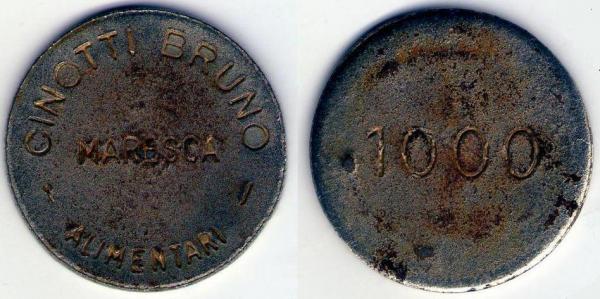 CINOTTI BRUNO
MARESCA
ALIMENTARI
1000